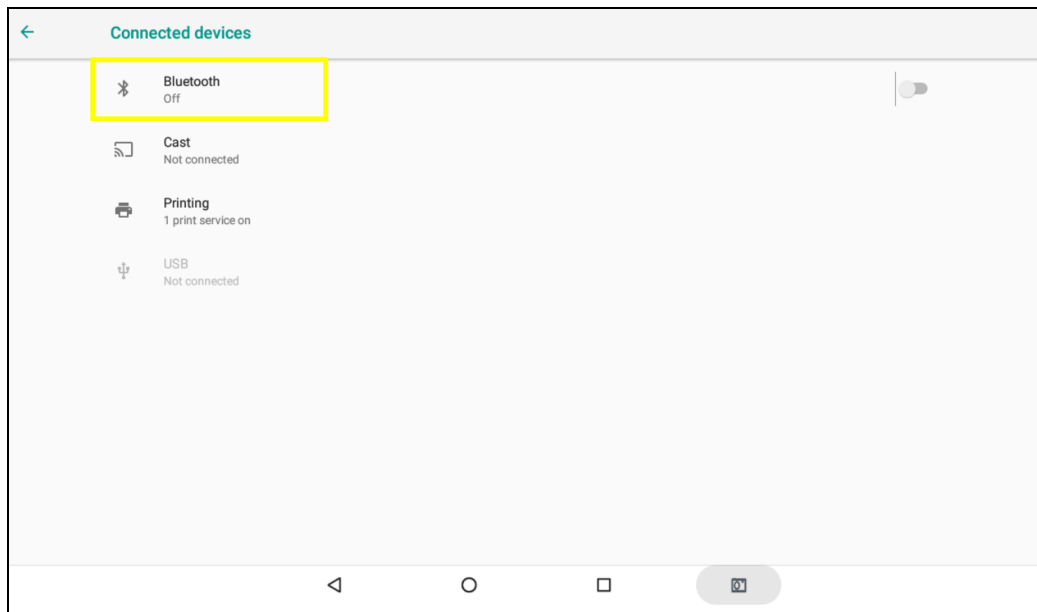 Connected devices
Bluetooth
Off
Cast
Not connected
Printing
1 print service on
USB
Not connected